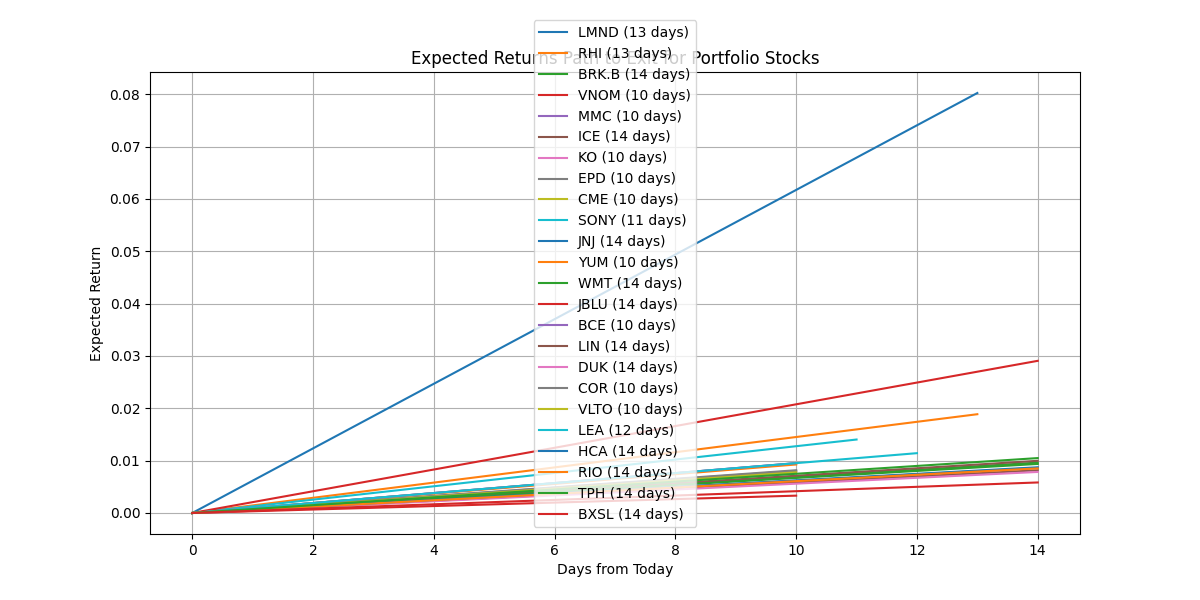 Expected Returns Path to Exit for Portfolio Stocks
LMND (13 days)
RHI (13 days)
BRK.B (14 days)
VNOM (10 days)
MMC (10 days)
ICE (14 days)
KO (10 days)
EPD (10 days)
CME (10 days)
SONY (11 days)
JNJ (14 days)
YUM (10 days)
WMT (14 days)
JBLU (14 days)
BCE (10 days)
LIN (14 days)
DUK (14 days)
COR (10 days)
VLTO (10 days)
LEA (12 days)
HCA (14 days)
RIO (14 days)
TPH (14 days)
BXSL (14 days)
Expected Return
0.08
0.07
0.06
0.05
0.04
0.03
0.02
0.01
0.00
0 2 4 6 8 10 12 14
Days from Today